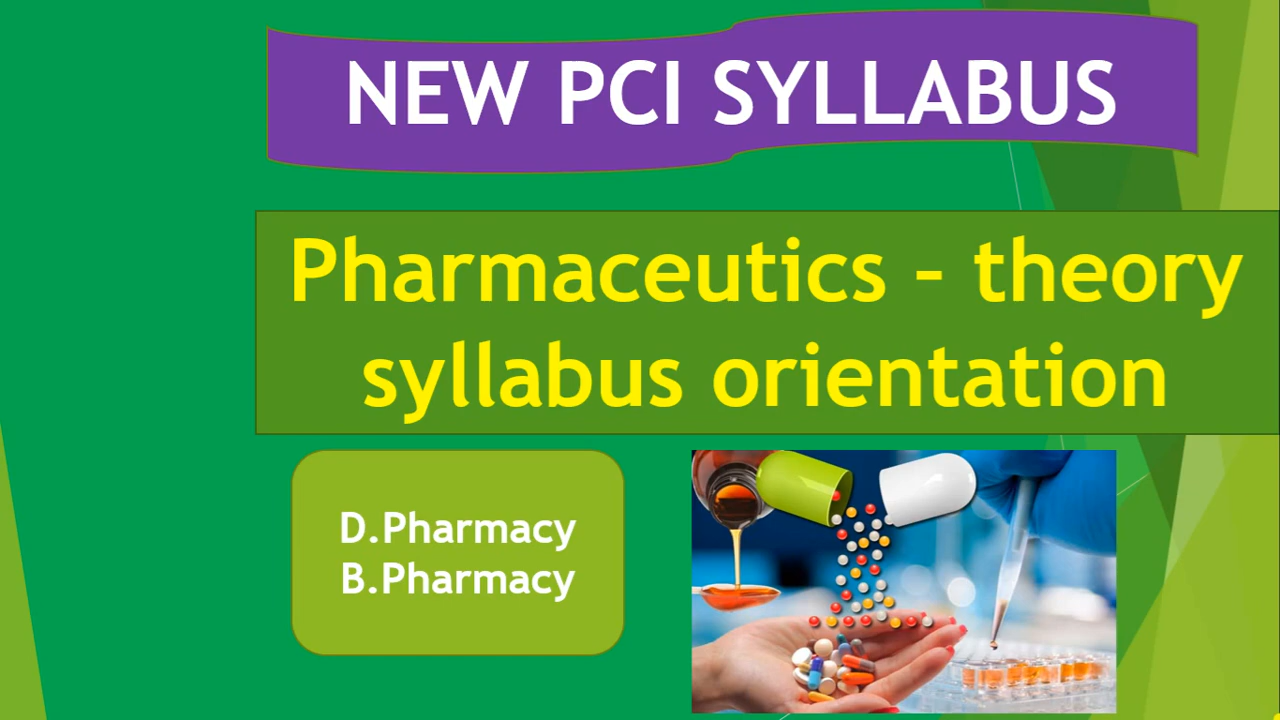 NEW PCI SYLLABUS
Pharmaceutics – theory
syllabus orientation
D.Pharmacy
B.Pharmacy